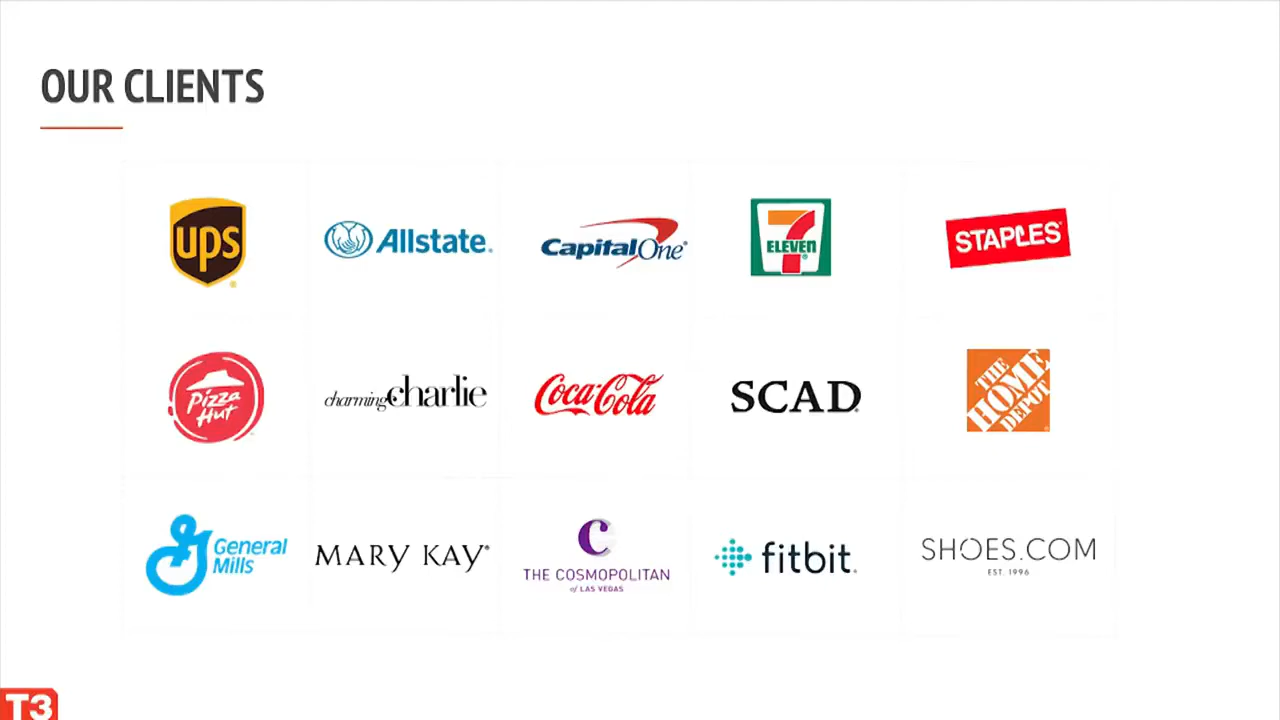 OUR CLIENTS
ups
Allstate
Capital One
7 ELEVEN
STAPLES
Pizza
Hut
charming charlie
Coca-Cola
SCAD
THE
HOME
DEPOT
General
Mills
MARY KAY
C
THE COSMOPOLITAN
of LAS VEGAS
fitbit
SHOES.COM
EST. 1996
T3